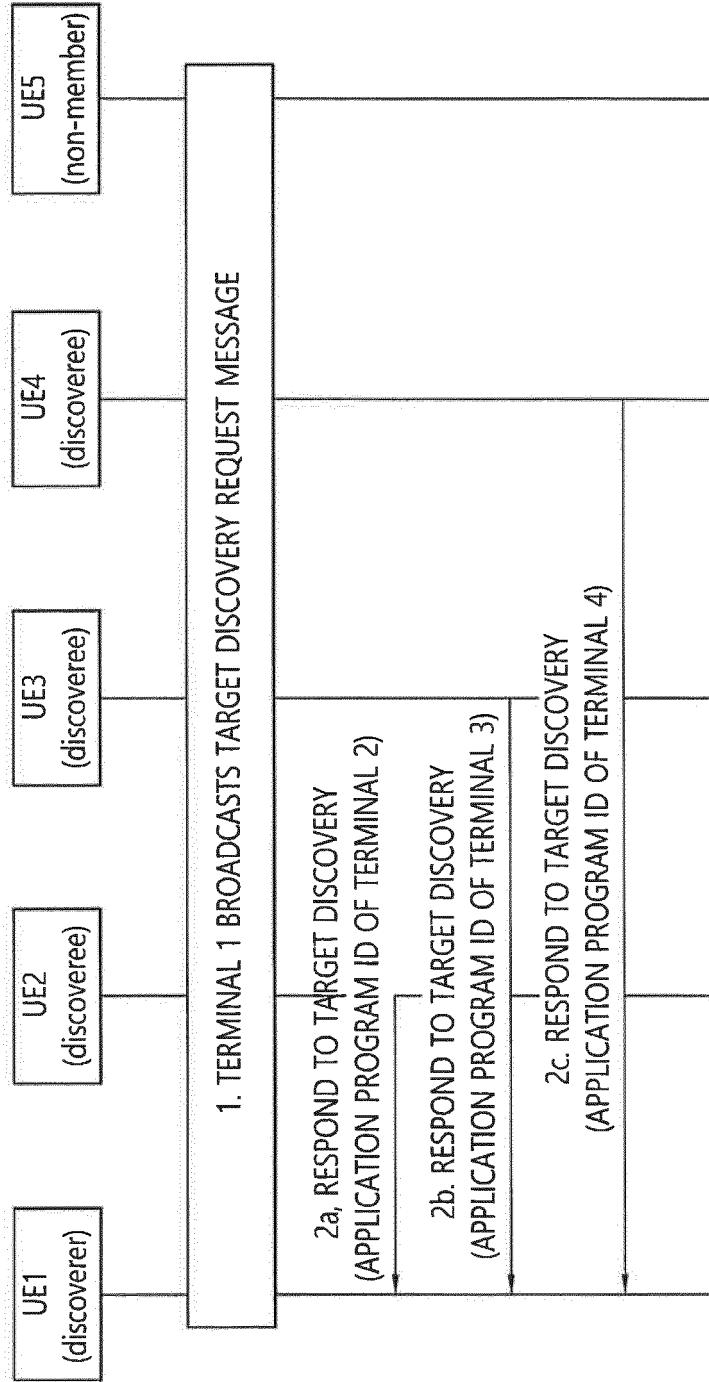 UE1
(discoverer)
UE2
(discoveree)
UE3
(discoveree)
UE4
(discoveree)
UE5
(non-member)
1. TERMINAL 1 BROADCASTS TARGET DISCOVERY REQUEST MESSAGE
2a, RESPOND TO TARGET DISCOVERY
(APPLICATION PROGRAM ID OF TERMINAL 2)
2b. RESPOND TO TARGET DISCOVERY
(APPLICATION PROGRAM ID OF TERMINAL 3)
2c. RESPOND TO TARGET DISCOVERY
(APPLICATION PROGRAM ID OF TERMINAL 4)